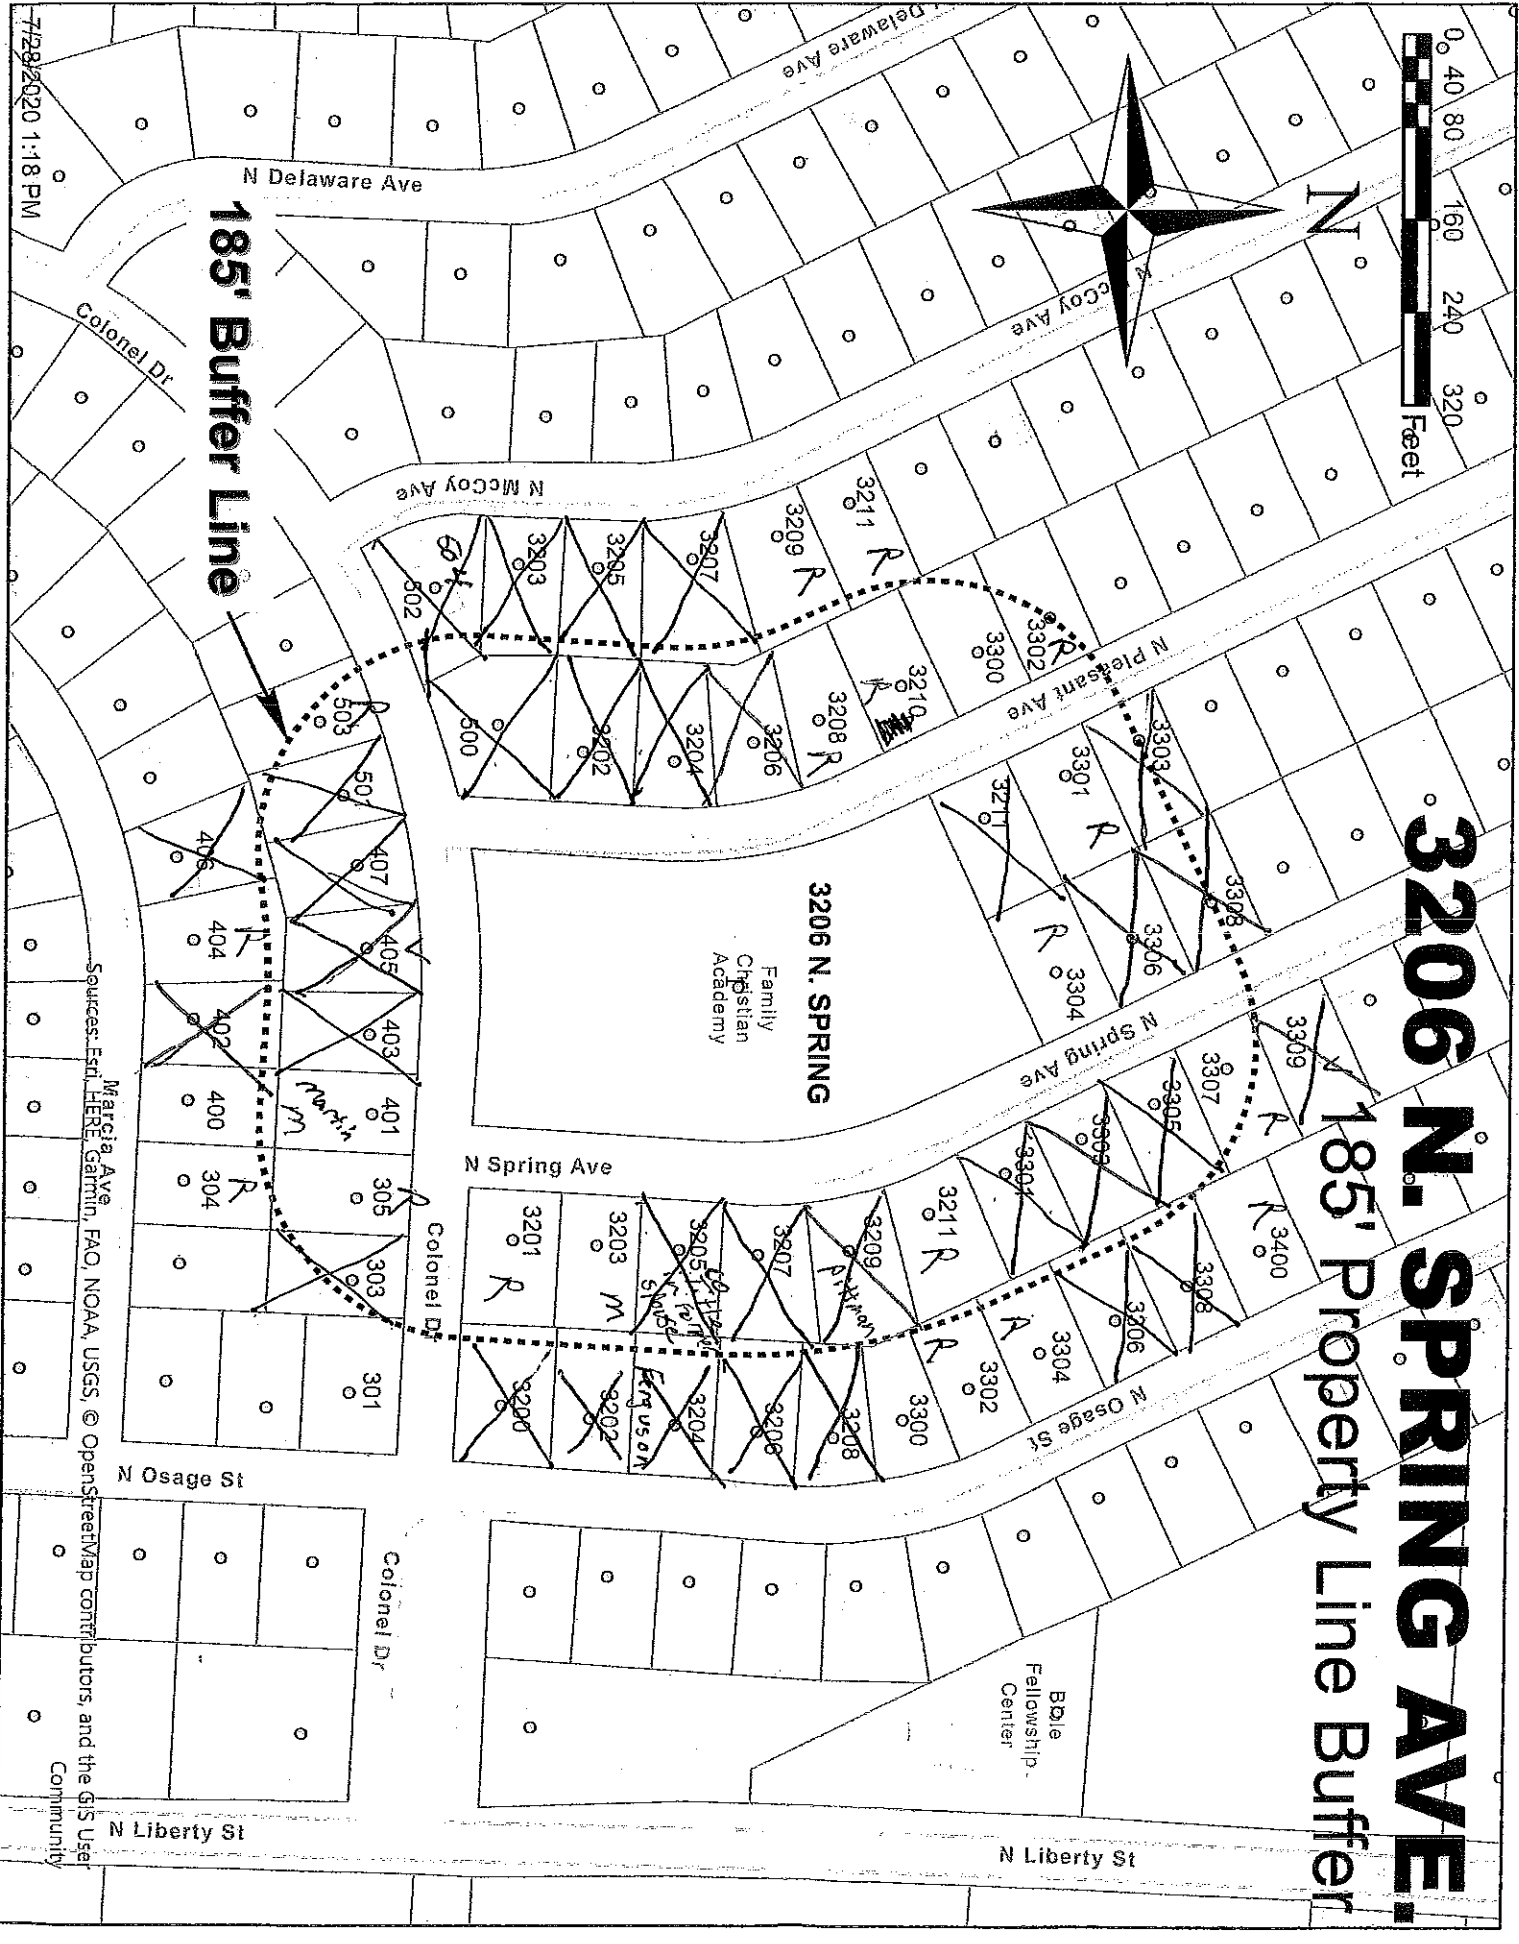 3206 N. SPRING AVE.
185' Property Line Buffer
0 40 80 160 240 320
Feet
N
N Delaware Ave
N Delaware Ave
N McCoy Ave
N McCoy Ave
N Pleasant Ave
N Spring Ave
N Spring Ave
N Osage St
N Osage St
N Liberty St
N Liberty St
Colonel Dr
Colonel Dr
Colonel Dr
Marcia Ave
185' Buffer Line
3206 N. SPRING
Family
Christian
Academy
Bible
Fellowship
Center
3211 R
3209 R
3207
3205
3203
502
3302 R
3300
3210 R
3208 R
3206
3204
3202
500
3303
3301 R
3211
3308
3306
3304 R
3309
3307 R
3305
3303
3301
3211 R
3209
Pittman
3207
3205
spouse
3203 M
3201 R
3400 R
3308
3306
3304 R
3302 R
3300
3208
3206
3204
Ferguson
3202
3200
503 R
501
407
405
403
401
Martin
M
305 R
303
301
406
404 R
402
400
304 R
Sources: Esri, HERE, Garmin, FAO, NOAA, USGS, © OpenStreetMap contributors, and the GIS User
Community
7/28/2020 1:18 PM